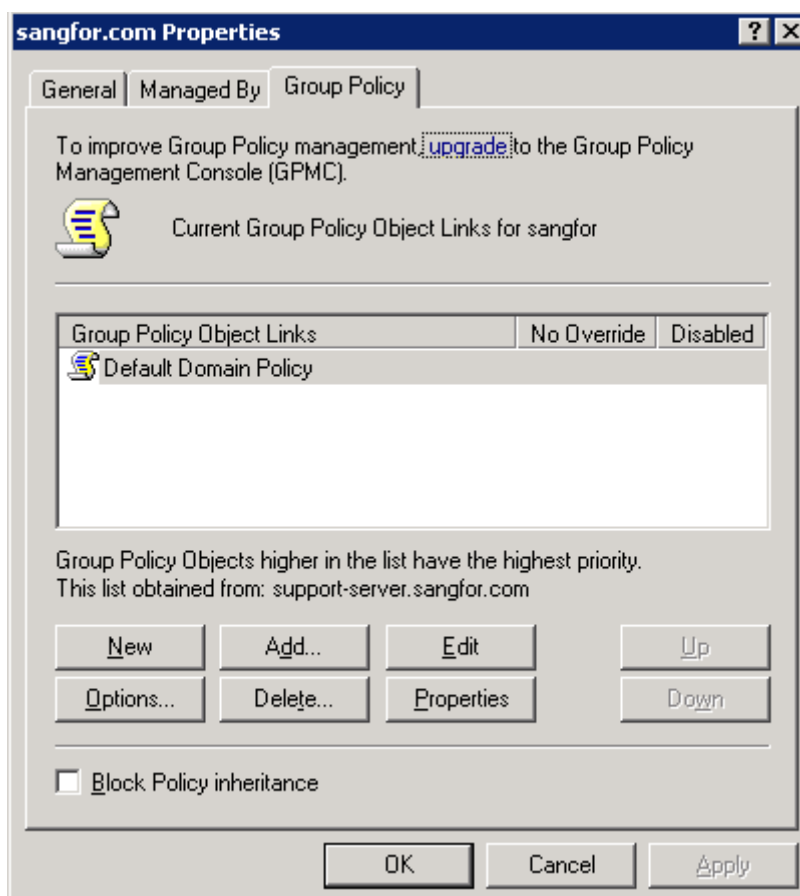 sangfor.com Properties
General Managed By Group Policy
To improve Group Policy management, upgrade to the Group Policy
Management Console (GPMC).
Current Group Policy Object Links for sangfor
Group Policy Object Links No Override Disabled
Default Domain Policy
Group Policy Objects higher in the list have the highest priority.
This list obtained from: support-server.sangfor.com
New Add... Edit Up
Options... Delete... Properties Down
Block Policy inheritance
OK Cancel Apply